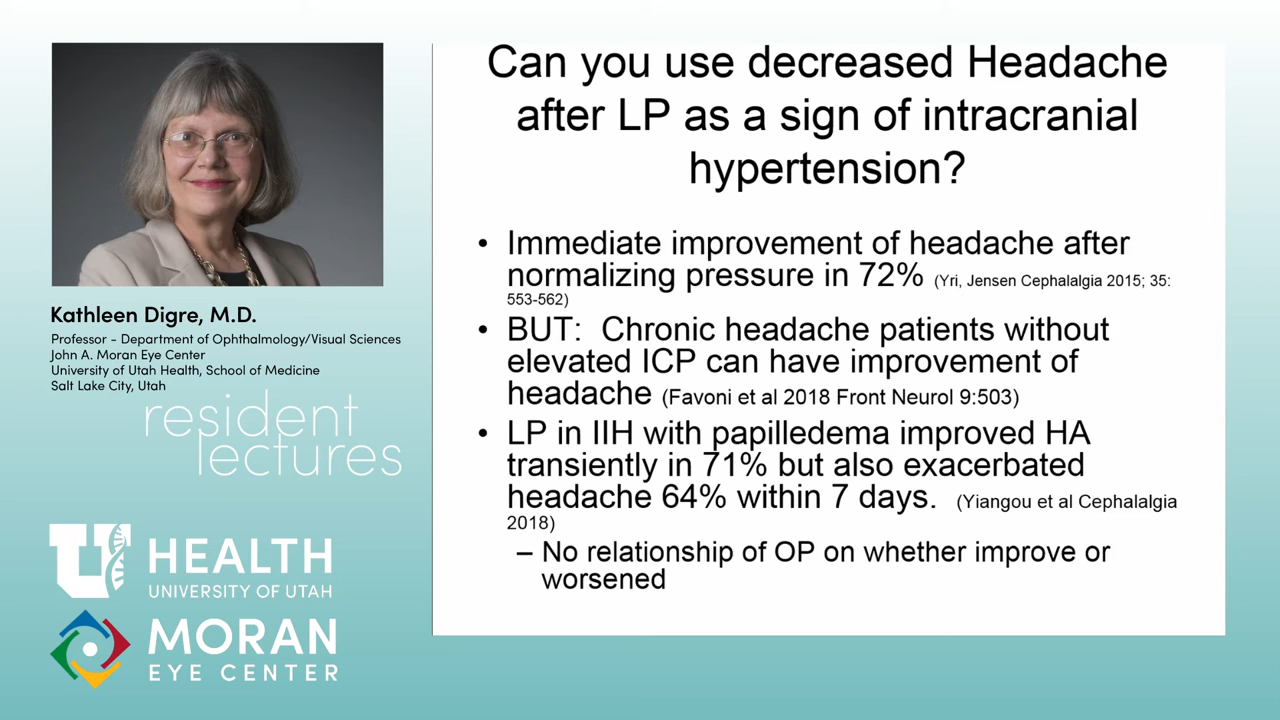 Can you use decreased Headache
after LP as a sign of intracranial
hypertension?
• Immediate improvement of headache after
normalizing pressure in 72% (Yri, Jensen Cephalalgia 2015; 35:
553-562)
• BUT: Chronic headache patients without
elevated ICP can have improvement of
headache (Favoni et al 2018 Front Neurol 9:503)
• LP in IIH with papilledema improved HA
transiently in 71% but also exacerbated
headache 64% within 7 days. (Yiangou et al Cephalalgia
2018)
– No relationship of OP on whether improve or
worsened
Kathleen Digre, M.D.
Professor - Department of Ophthalmology/Visual Sciences
John A. Moran Eye Center
University of Utah Health, School of Medicine
Salt Lake City, Utah
resident
lectures
U HEALTH
UNIVERSITY OF UTAH
MORAN
EYE CENTER